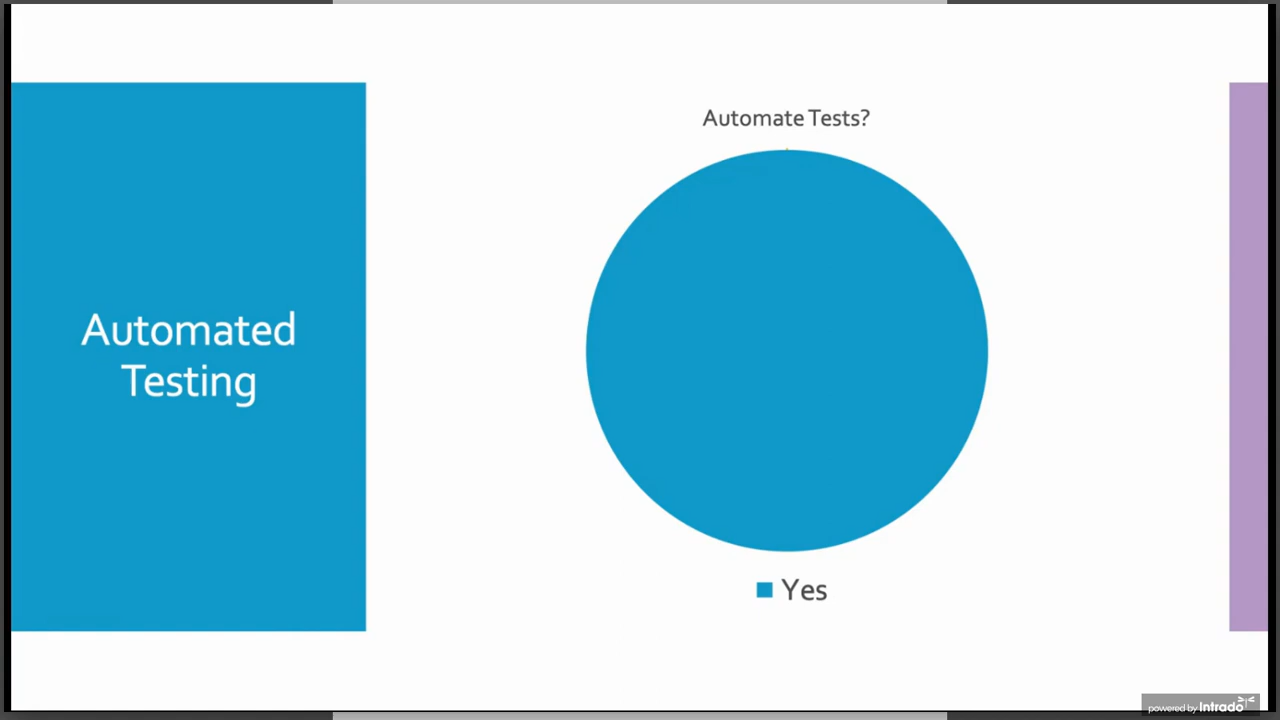 Automated
Testing
Automate Tests?
Yes
powered by Intrado